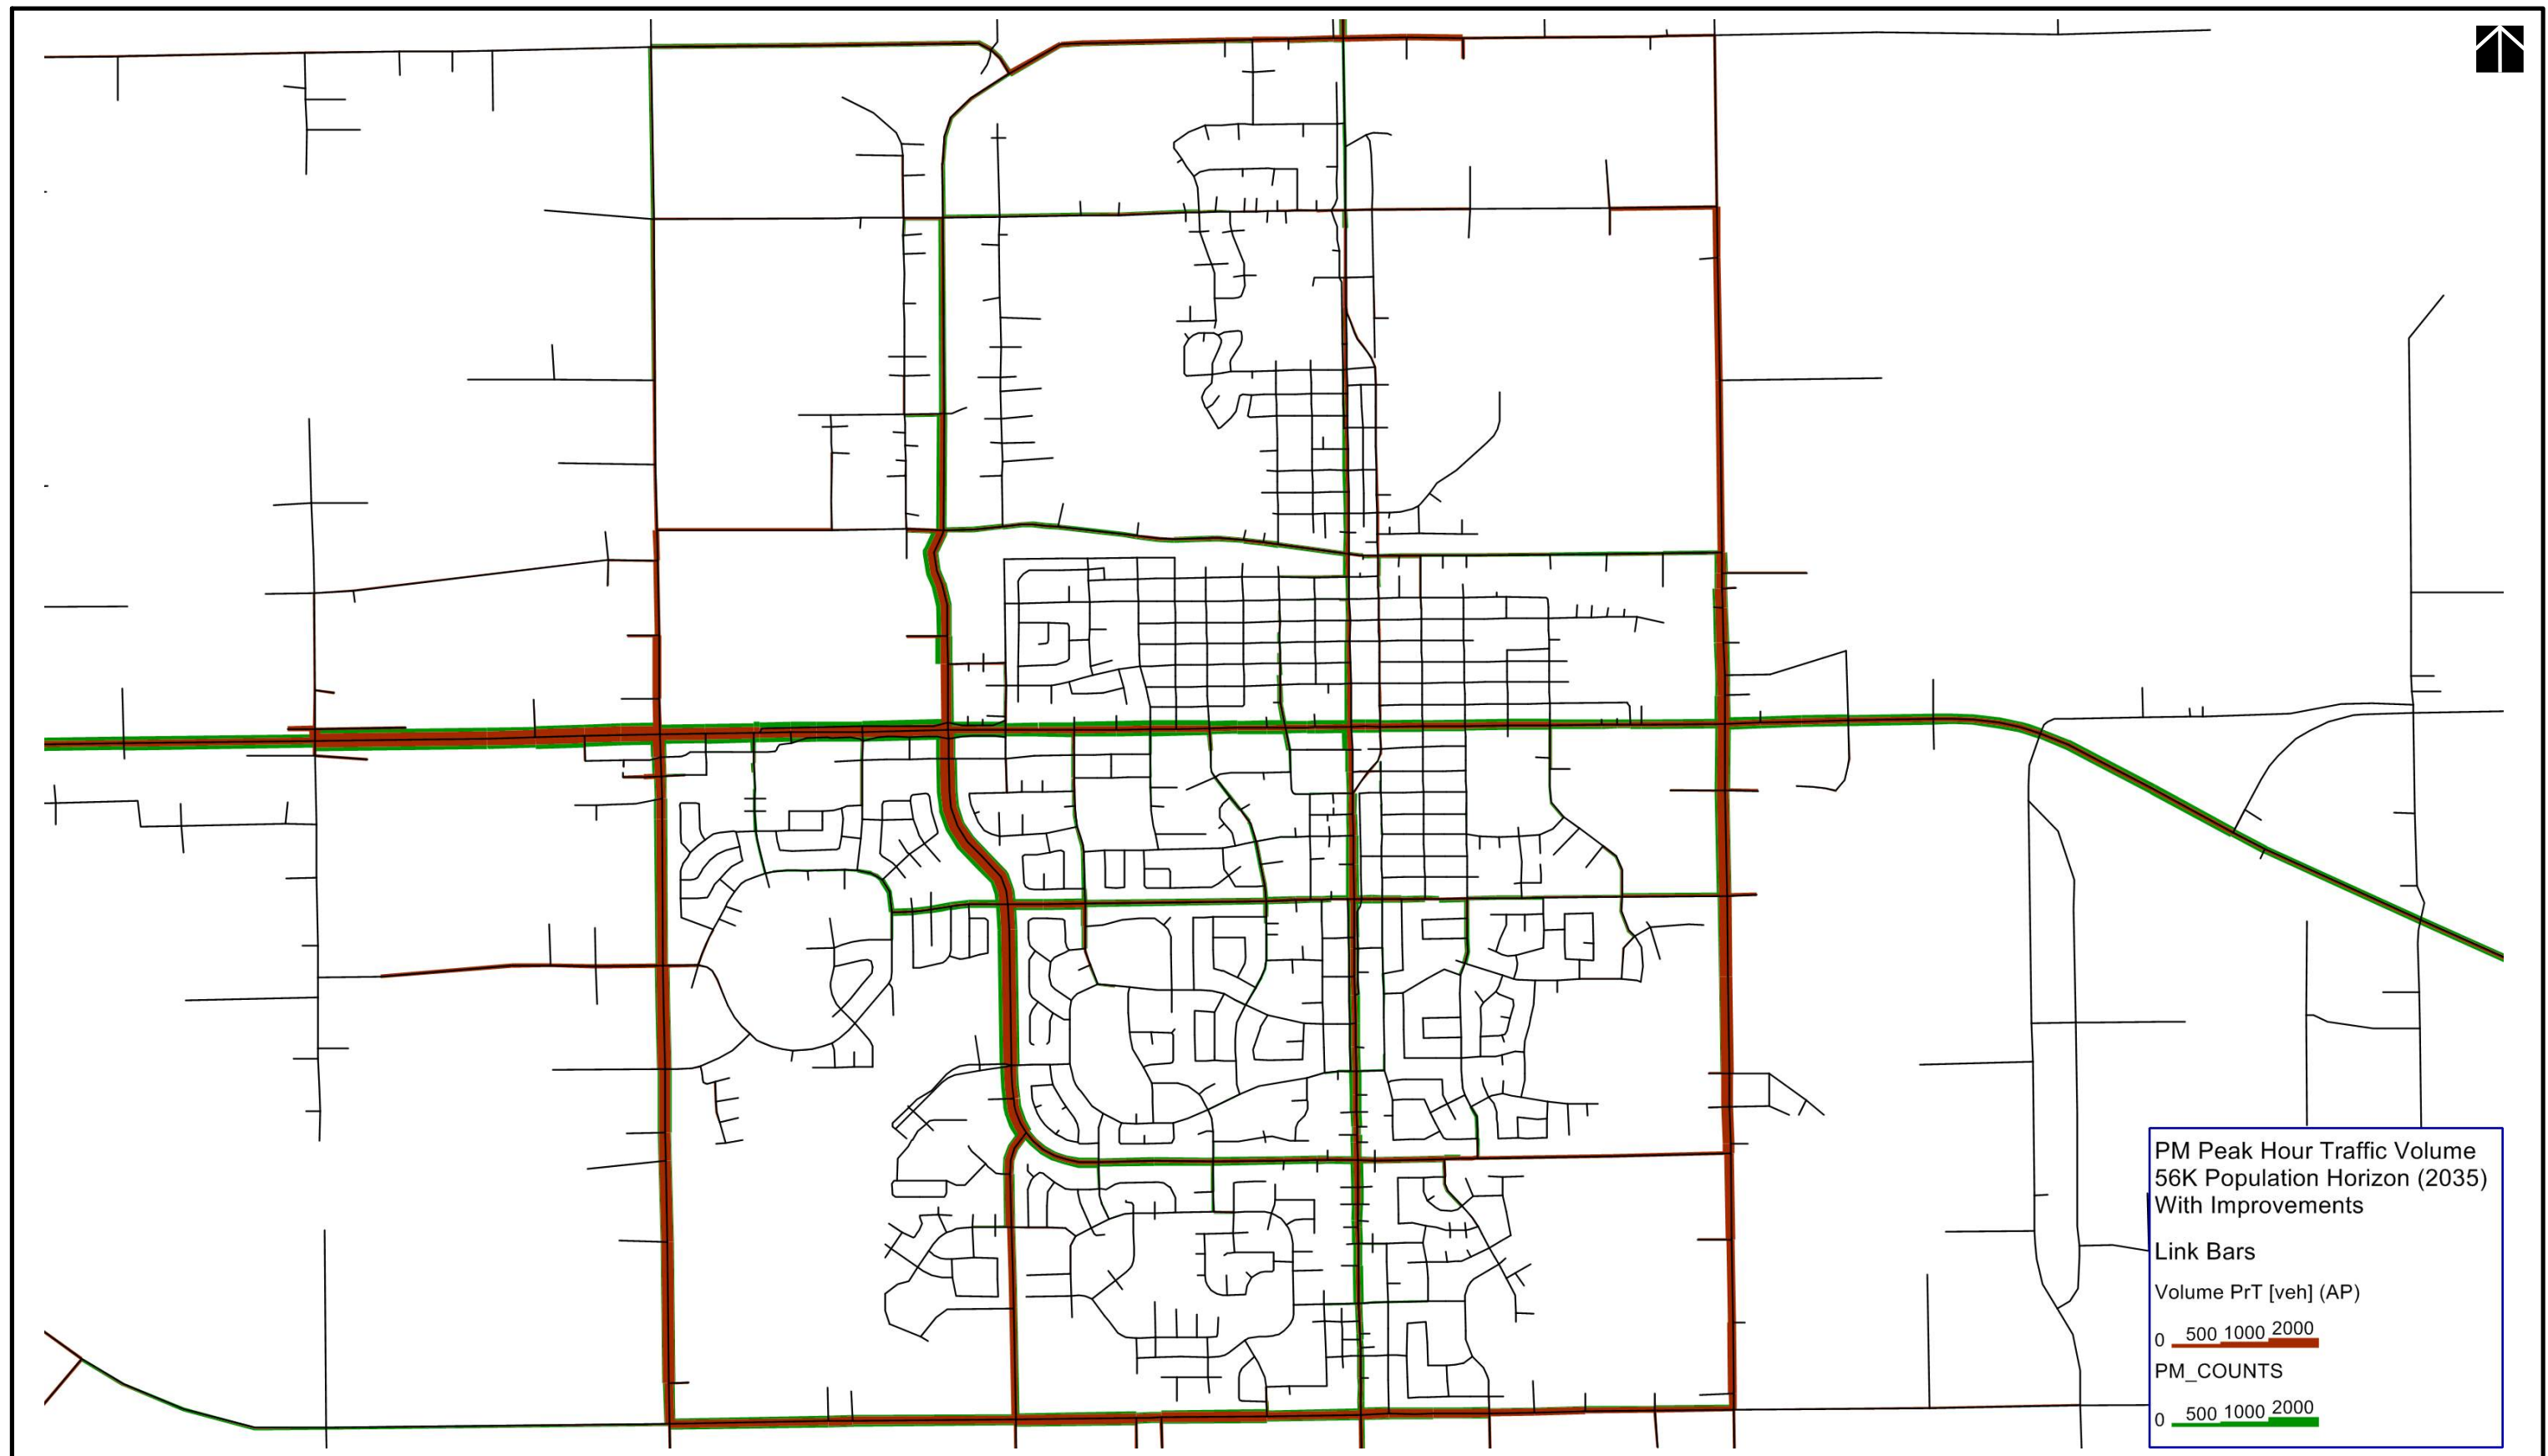 PM Peak Hour Traffic Volume
56K Population Horizon (2035)
With Improvements
Link Bars
Volume PrT [veh] (AP)
0 500 1000 2000
PM_COUNTS
0 500 1000 2000